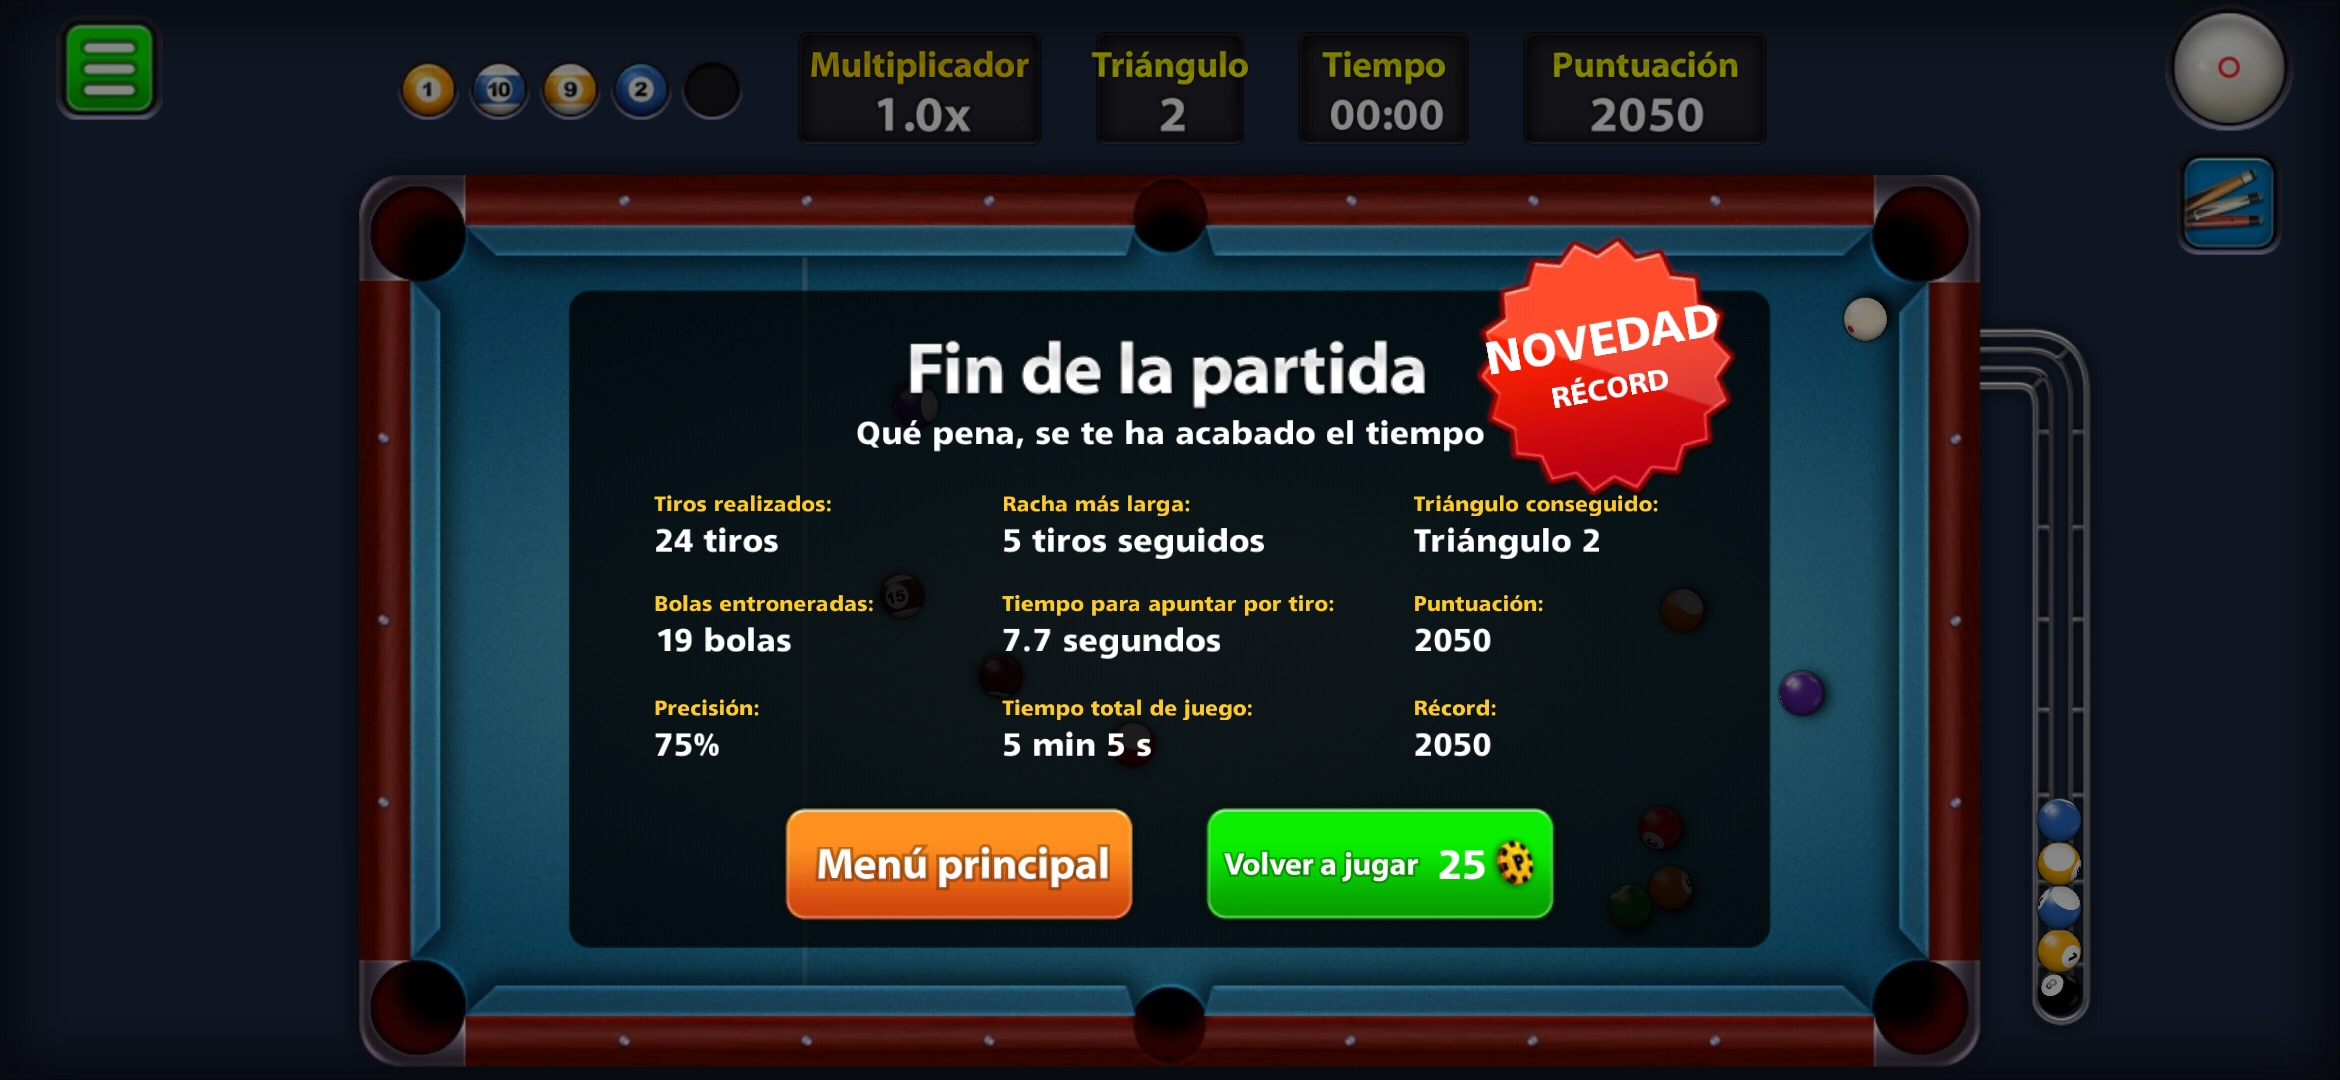 1 10 9 2
Multiplicador Triángulo Tiempo Puntuación
1.0x 2 00:00 2050
NOVEDAD
RÉCORD
Fin de la partida
Qué pena, se te ha acabado el tiempo
Tiros realizados: Racha más larga: Triángulo conseguido:
24 tiros 5 tiros seguidos Triángulo 2
Bolas entroneradas: Tiempo para apuntar por tiro: Puntuación:
19 bolas 7.7 segundos 2050
15
Precisión: Tiempo total de juego: Récord:
75% 5 min 5 s 2050
Menú principal Volver a jugar 25 P